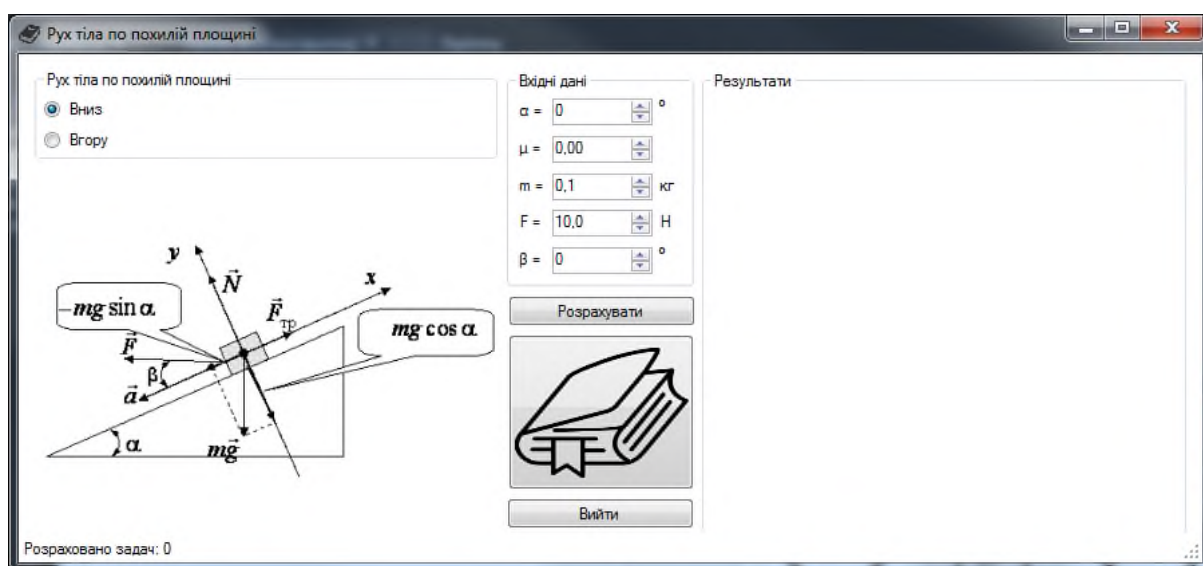 Рух тіла по похилій площині
Рух тіла по похилій площині
Вниз
Вгору
y
N
x
F тр
–mg sin α
mg cos α
F
β
a
α
mg
Вхідні дані
α = 0 °
μ = 0,00
m = 0,1 кг
F = 10,0 Н
β = 0 °
Розрахувати
Вийти
Результати
Розраховано задач: 0